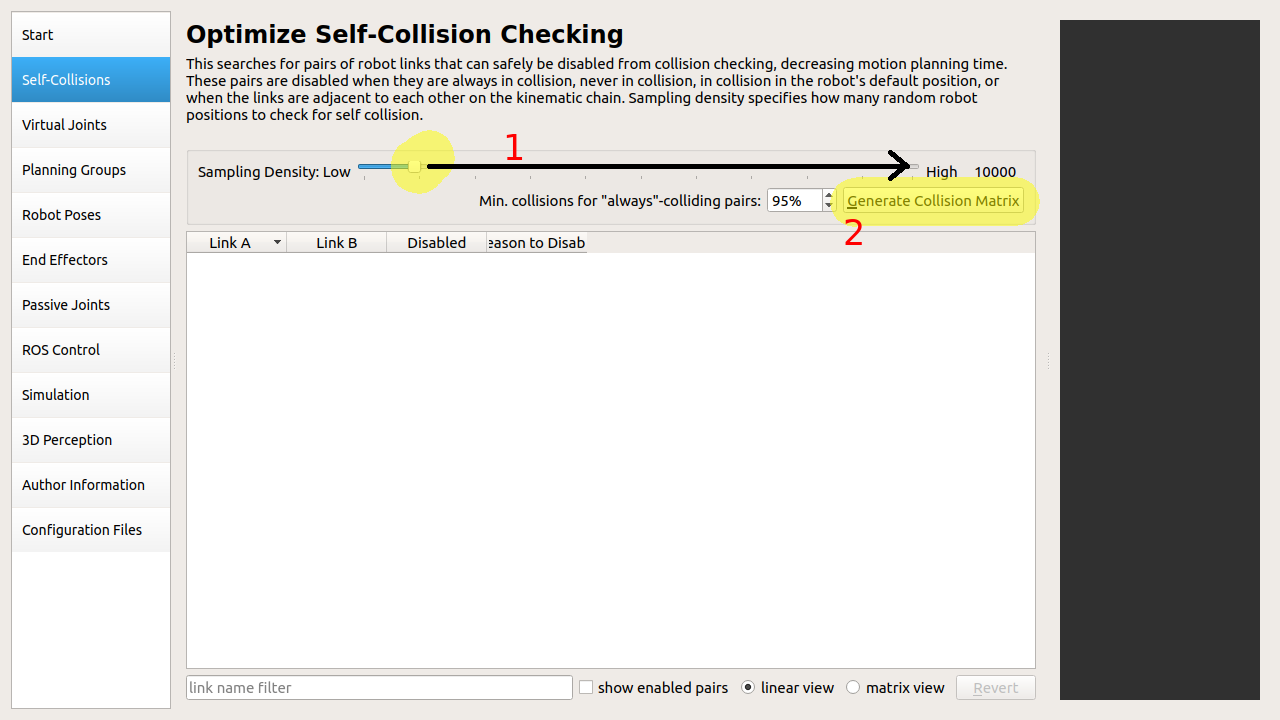 Start
Self-Collisions
Virtual Joints
Planning Groups
Robot Poses
End Effectors
Passive Joints
ROS Control
Simulation
3D Perception
Author Information
Configuration Files
Optimize Self-Collision Checking
This searches for pairs of robot links that can safely be disabled from collision checking, decreasing motion planning time.
These pairs are disabled when they are always in collision, never in collision, in collision in the robot's default position, or
when the links are adjacent to each other on the kinematic chain. Sampling density specifies how many random robot
positions to check for self collision.
1
Sampling Density: Low High 10000
Min. collisions for "always"-colliding pairs: 95% Generate Collision Matrix
2
Link A Link B Disabled eason to Disab
link name filter show enabled pairs linear view matrix view Revert